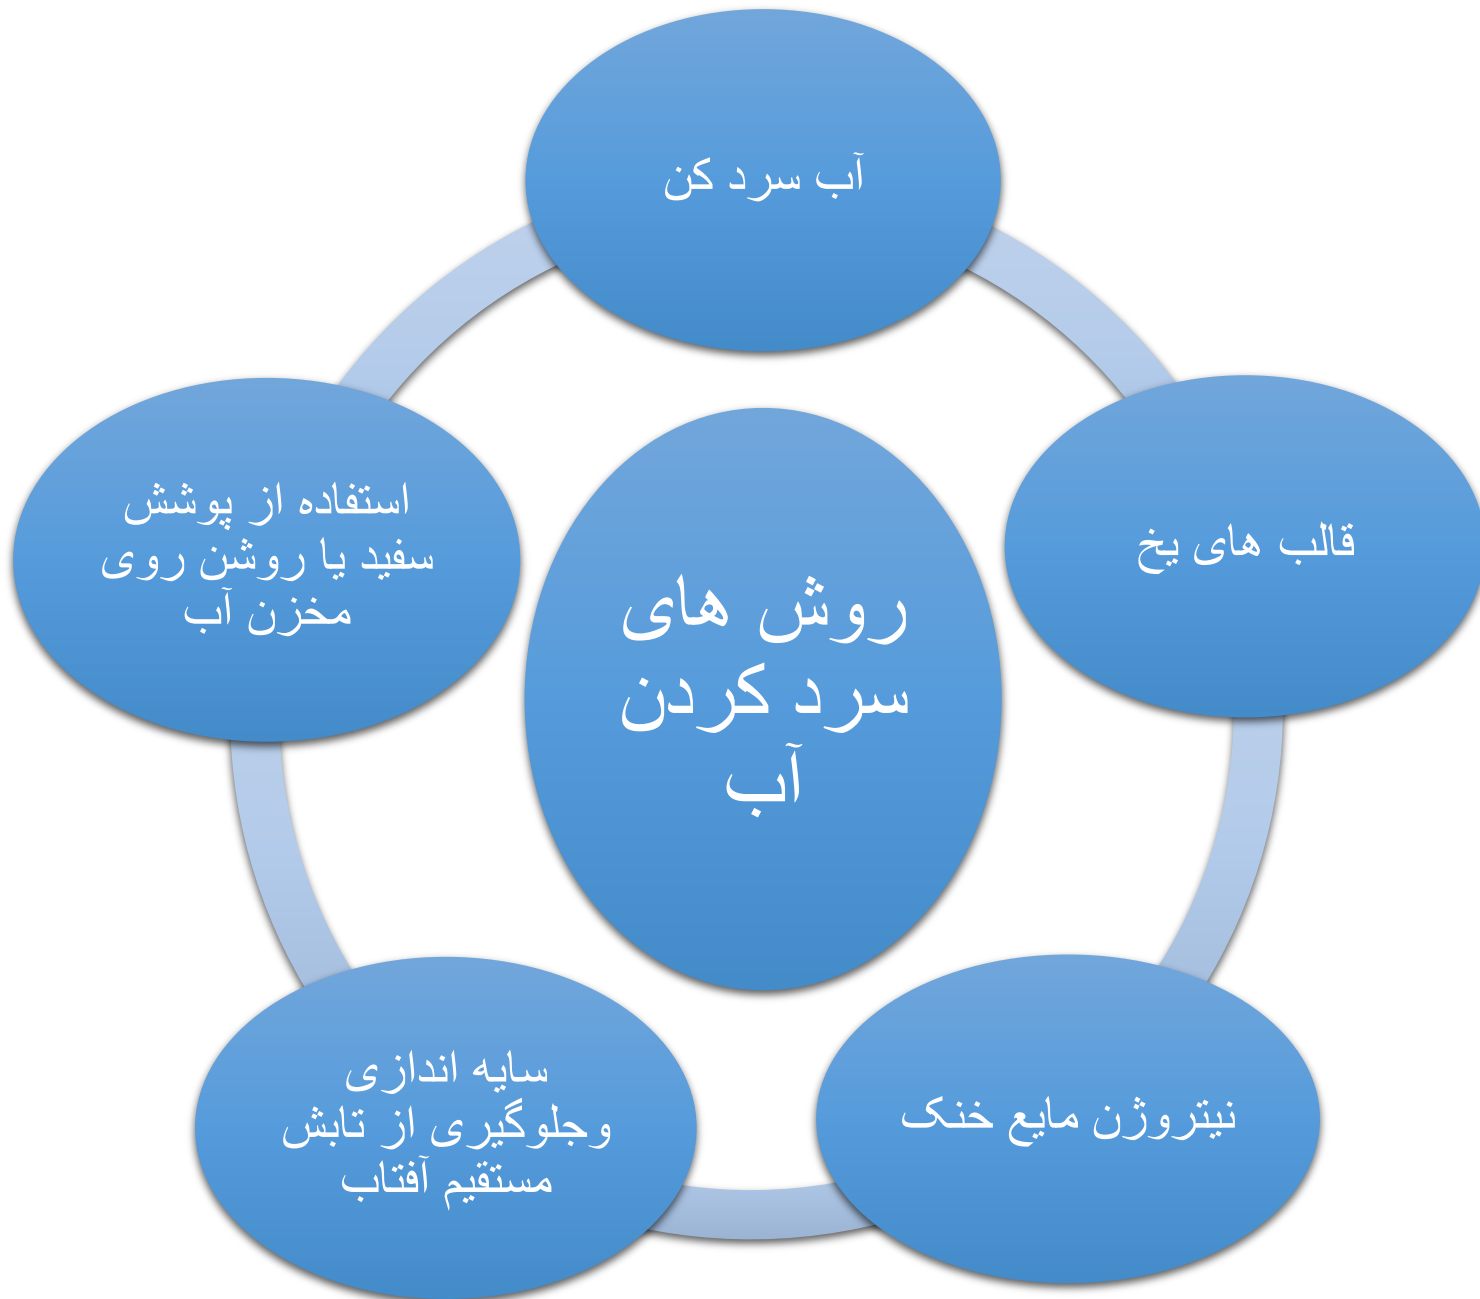 آب سرد کن
استفاده از پوشش
سفید یا روشن روی
مخزن آب
قالب های یخ
روش های
سرد کردن
آب
سایه اندازی
وجلوگیری از تابش
مستقیم آفتاب
نیتروژن مایع خنک